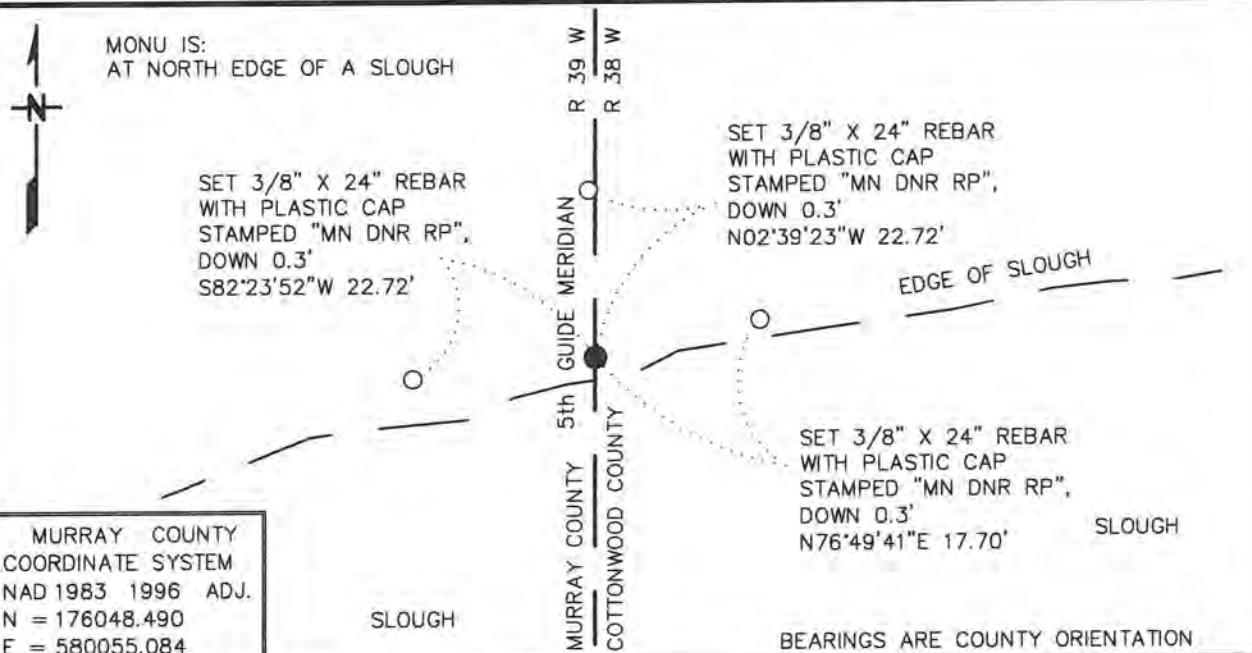 N
MONU IS:
AT NORTH EDGE OF A SLOUGH
R 39 W
R 38 W
SET 3/8" X 24" REBAR
WITH PLASTIC CAP
STAMPED "MN DNR RP",
DOWN 0.3'
N02°39'23"W 22.72'
SET 3/8" X 24" REBAR
WITH PLASTIC CAP
STAMPED "MN DNR RP",
DOWN 0.3'
S82°23'52"W 22.72'
5th GUIDE MERIDIAN
EDGE OF SLOUGH
SET 3/8" X 24" REBAR
WITH PLASTIC CAP
STAMPED "MN DNR RP",
DOWN 0.3'
N76°49'41"E 17.70'
SLOUGH
MURRAY COUNTY
COTTONWOOD COUNTY
MURRAY COUNTY
COORDINATE SYSTEM
NAD 1983 1996 ADJ.
N = 176048.490
E = 580055.084
SLOUGH
BEARINGS ARE COUNTY ORIENTATION